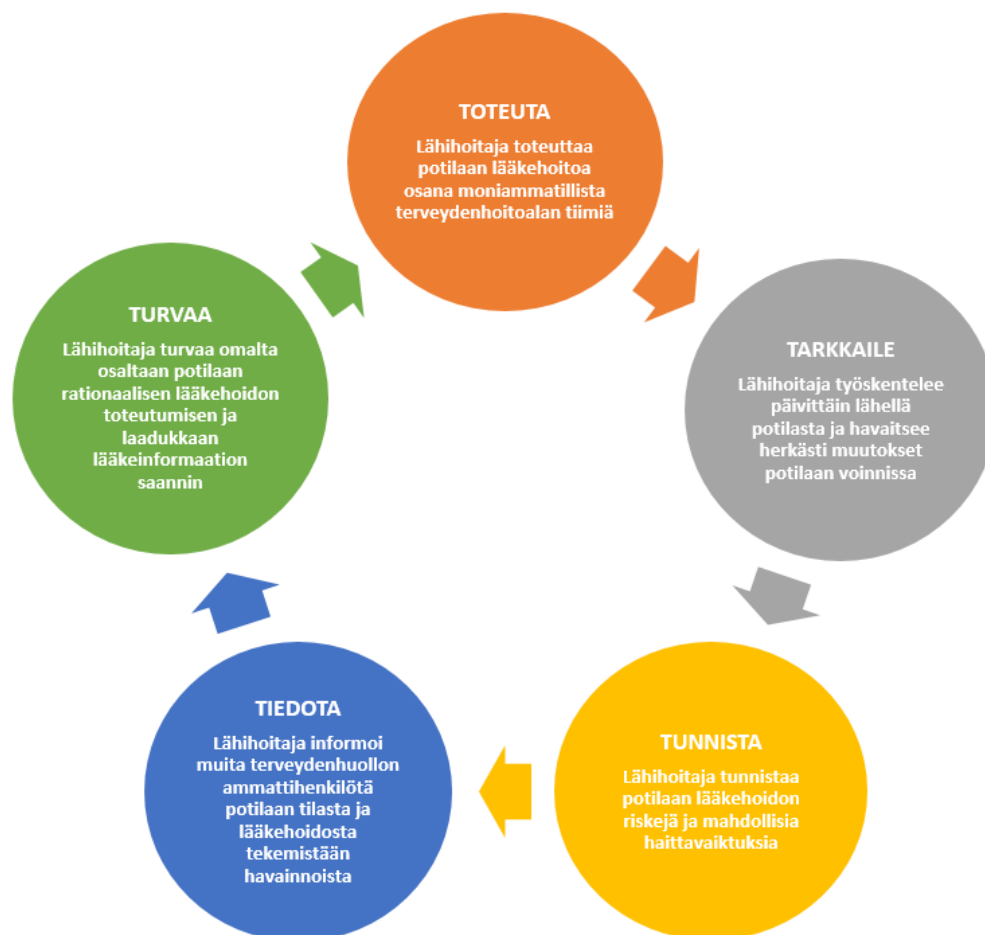 TOTEUTA
Lähihoitaja toteuttaa
potilaan lääkehoitoa
osana moniammatillista
terveydenhoitoalan tiimiä
TARKKAILE
Lähihoitaja työskentelee
päivittäin lähellä
potilasta ja havaitsee
herkästi muutokset
potilaan voinnissa
TUNNISTA
Lähihoitaja tunnistaa
potilaan lääkehoidon
riskejä ja mahdollisia
haittavaiktuksia
TIEDOTA
Lähihoitaja informoi
muita terveydenhuollon
ammattihenkilötä
potilaan tilasta ja
lääkehoidosta
tekemistään
havainnoista
TURVAA
Lähihoitaja turvaa omalta
osaltaan potilaan
rationaalisen lääkehoidon
toteutumisen ja
laadukkaan
lääkeinformaation
saannin